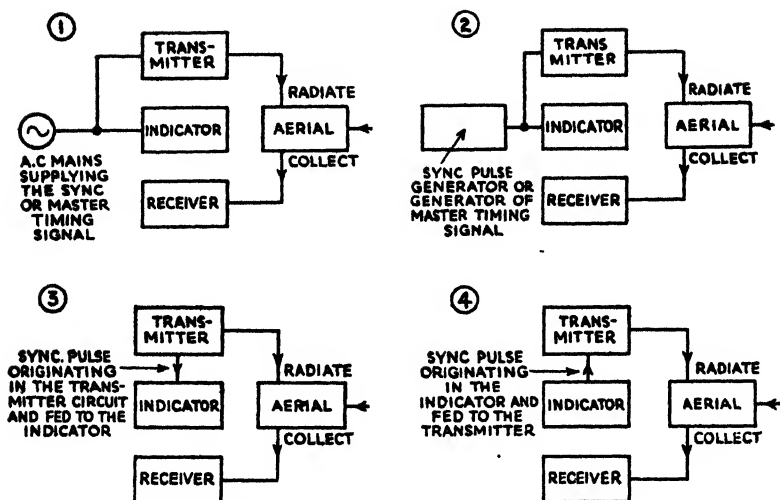 ①
TRANS-
MITTER
RADIATE
INDICATOR
AERIAL
COLLECT
A.C MAINS
SUPPLYING
THE SYNC
OR MASTER
TIMING
SIGNAL
RECEIVER
②
TRANS
MITTER
RADIATE
INDICATOR
AERIAL
COLLECT
SYNC PULSE
GENERATOR OR
GENERATOR OF
MASTER TIMING
SIGNAL
RECEIVER
③
TRANS-
MITTER
SYNC. PULSE
ORIGINATING
IN THE TRANS-
MITTER CIRCUIT
AND FED TO THE
INDICATOR
RADIATE
INDICATOR
AERIAL
COLLECT
RECEIVER
④
TRANS-
MITTER
SYNC PULSE
ORIGINATING
IN THE
INDICATOR AND
FED TO THE
TRANSMITTER
RADIATE
INDICATOR
AERIAL
COLLECT
RECEIVER